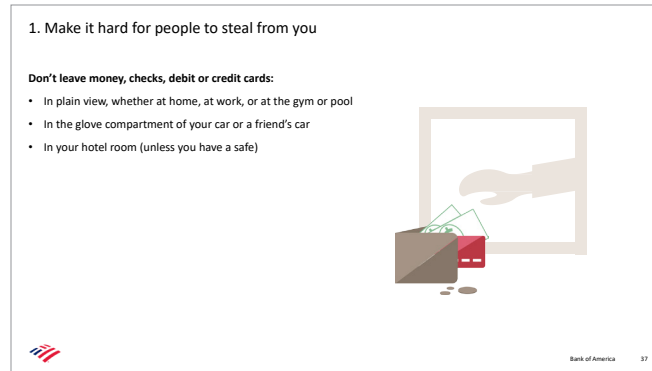 1. Make it hard for people to steal from you
Don’t leave money, checks, debit or credit cards:
• In plain view, whether at home, at work, or at the gym or pool
• In the glove compartment of your car or a friend’s car
• In your hotel room (unless you have a safe)
Bank of America 37